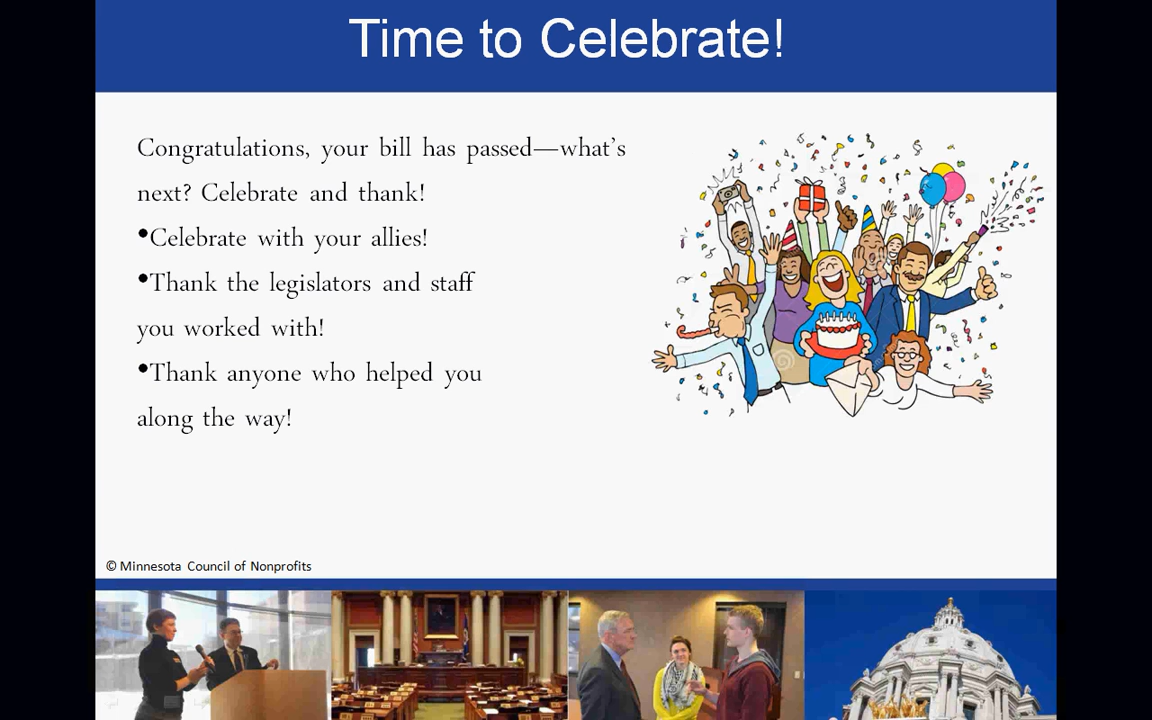 Time to Celebrate!
Congratulations, your bill has passed—what's
next? Celebrate and thank!
•Celebrate with your allies!
•Thank the legislators and staff
you worked with!
•Thank anyone who helped you
along the way!
© Minnesota Council of Nonprofits